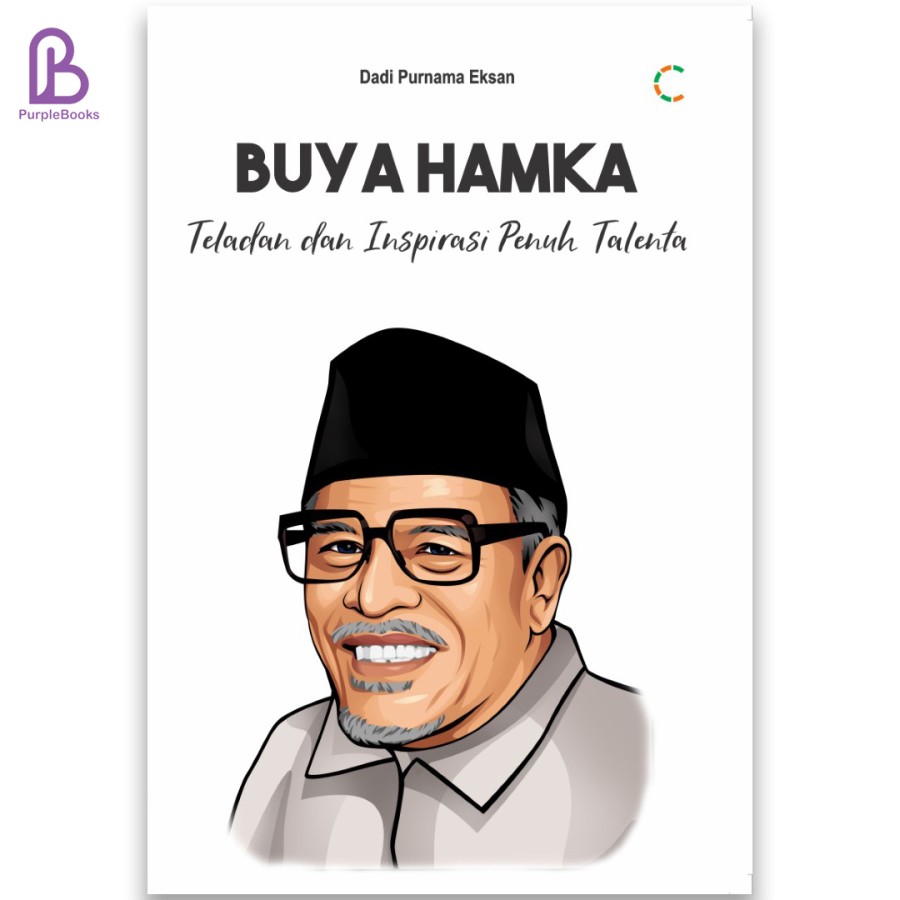 PurpleBooks
Dadi Purnama Eksan
BUYA HAMKA
Teladan dan Inspirasi Penuh Talenta